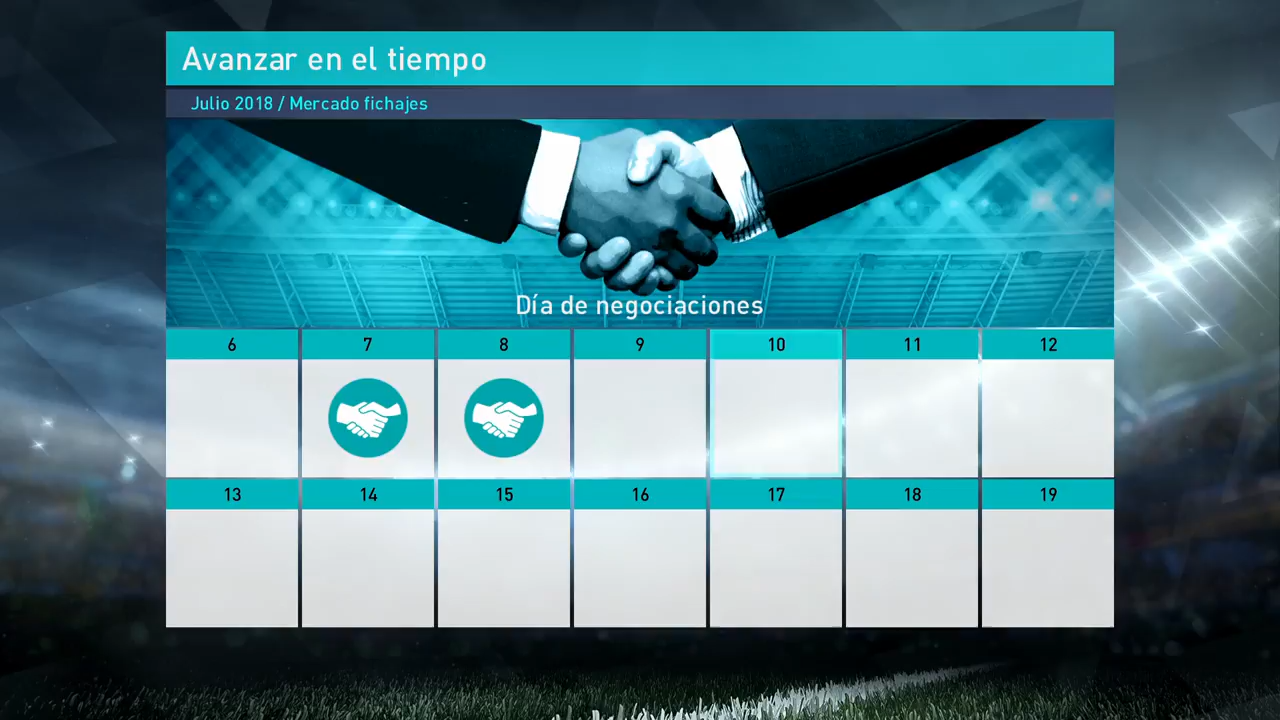 Avanzar en el tiempo
Julio 2018 / Mercado fichajes
Día de negociaciones
6 7 8 9 10 11 12
13 14 15 16 17 18 19